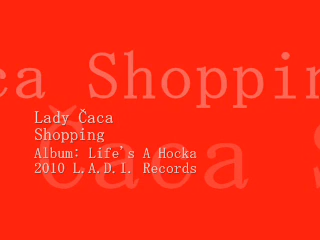 ca Shoppin
Lady Čaca
Shopping
Album: Life's A Hocka
2010 L.A.D.I. Records
Čaca S